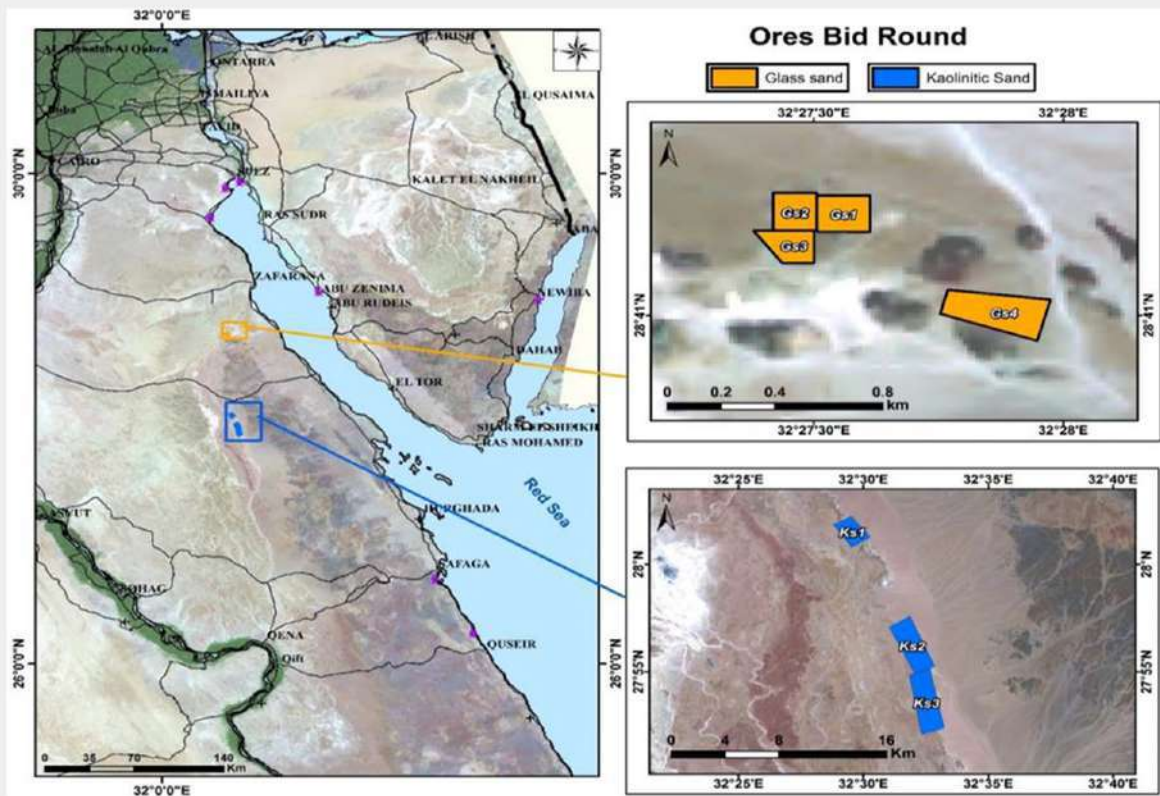 32°0'0"E
EL ARISH
QNTARRA
ISMAILIYA
EL QUSAIMA
CAIRO
SUEZ
KALET EL NAKHEIL
30°0'0"N
30°0'0"N
RAS SUDR
ABA
ZAFARANA
ABU ZENIMA
ABU RUDEIS
NEWIBA
DAHAB
EL TOR
SHARM EL SHEIKH
RAS MOHAMED
Red Sea
HURGHADA
ASYUT
SAFAGA
SOHAG
QENA
Qift
QUSEIR
26°0'0"N
26°0'0"N
0 35 70 140
Km
32°0'0"E
Ores Bid Round
Glass sand
Kaolinitic Sand
32°27'30"E
32°28'E
N
Gs2
Gs1
Gs3
Gs4
28°41'N
28°41'N
0 0.2 0.4 0.8
km
32°27'30"E
32°28'E
32°25'E
32°30'E
32°35'E
32°40'E
N
Ks1
28°N
28°N
Ks2
27°55'N
27°55'N
Ks3
0 4 8 16
Km
32°25'E
32°30'E
32°35'E
32°40'E